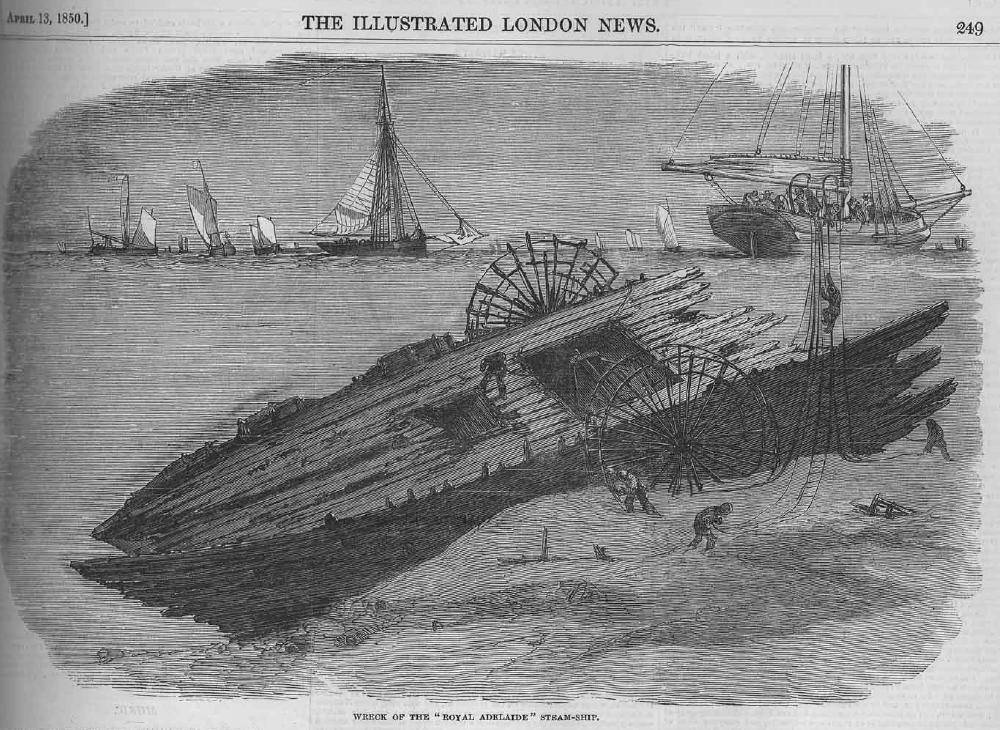 APRIL 13, 1850.]
THE ILLUSTRATED LONDON NEWS.
249
WRECK OF THE "ROYAL ADELAIDE" STEAM-SHIP.